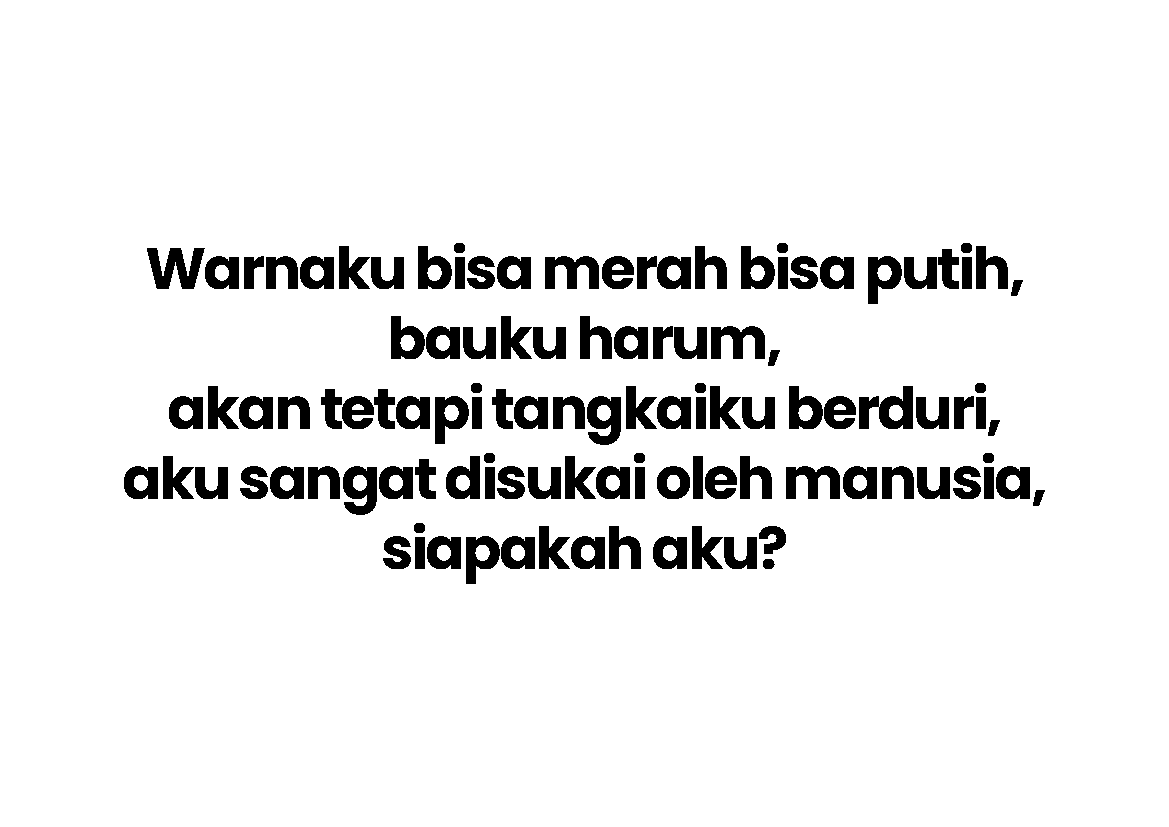 Warnaku bisa merah bisa putih,
bauku harum,
akan tetapi tangkaiku berduri,
aku sangat disukai oleh manusia,
siapakah aku?